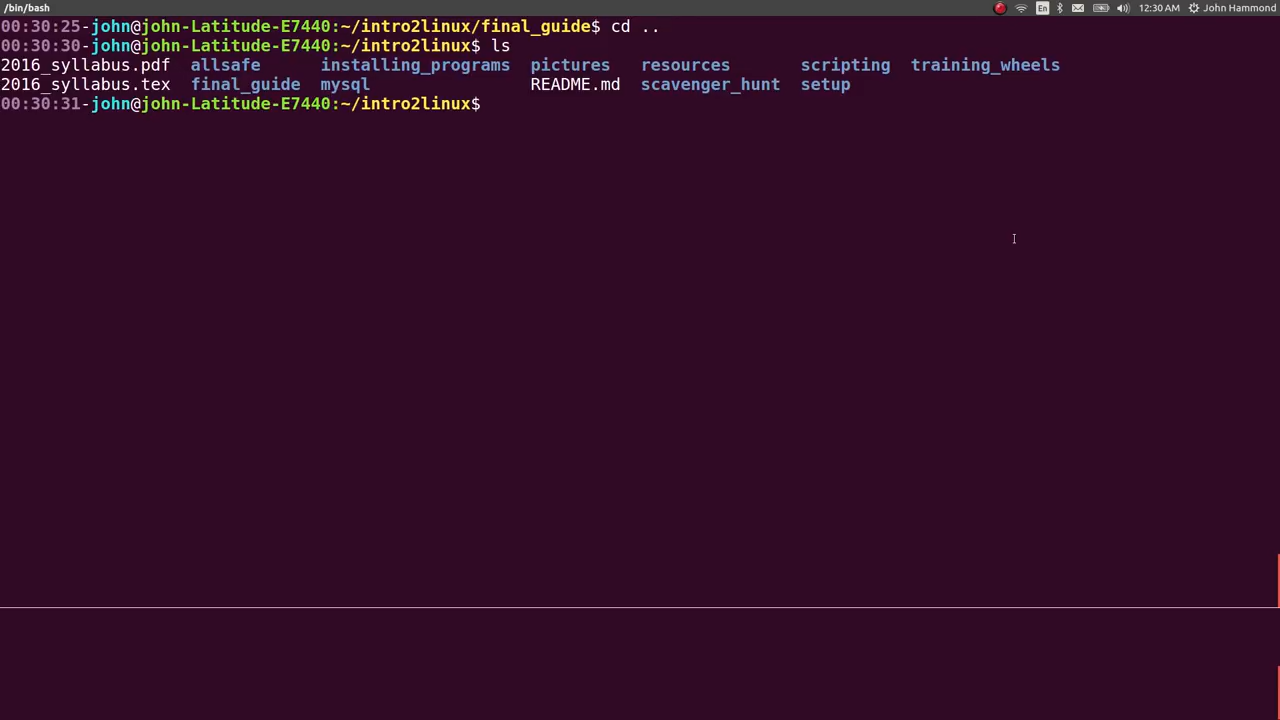 /bin/bash
En 12:30 AM John Hammond
00:30:25-john@john-Latitude-E7440:~/intro2linux/final_guide$ cd ..
00:30:30-john@john-Latitude-E7440:~/intro2linux$ ls
2016_syllabus.pdf allsafe installing_programs pictures resources scripting training_wheels
2016_syllabus.tex final_guide mysql README.md scavenger_hunt setup
00:30:31-john@john-Latitude-E7440:~/intro2linux$